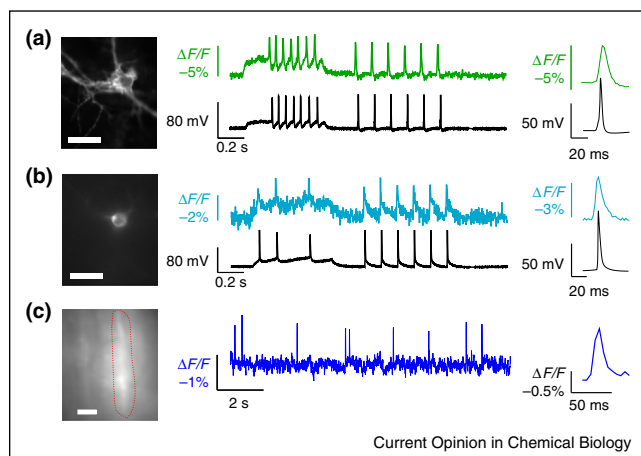 (a)
ΔF/F
−5%
80 mV
0.2 s
ΔF/F
−5%
50 mV
20 ms
(b)
ΔF/F
−2%
80 mV
0.2 s
ΔF/F
−3%
50 mV
20 ms
(c)
ΔF/F
−1%
2 s
ΔF/F
−0.5%
50 ms
Current Opinion in Chemical Biology